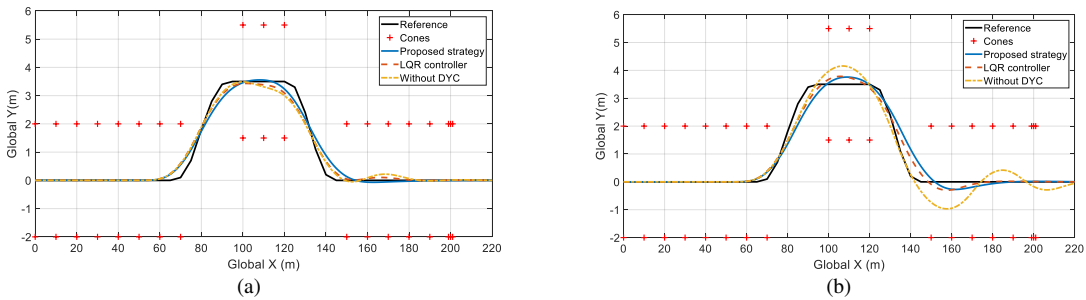 Reference
Cones
Proposed strategy
LQR controller
Without DYC
6
5
4
3
2
1
0
-1
-2
Global Y(m)
0 20 40 60 80 100 120 140 160 180 200 220
Global X (m)
(a)
Reference
Cones
Proposed strategy
LQR controller
Without DYC
6
5
4
3
2
1
0
-1
-2
Global Y(m)
0 20 40 60 80 100 120 140 160 180 200 220
Global X (m)
(b)